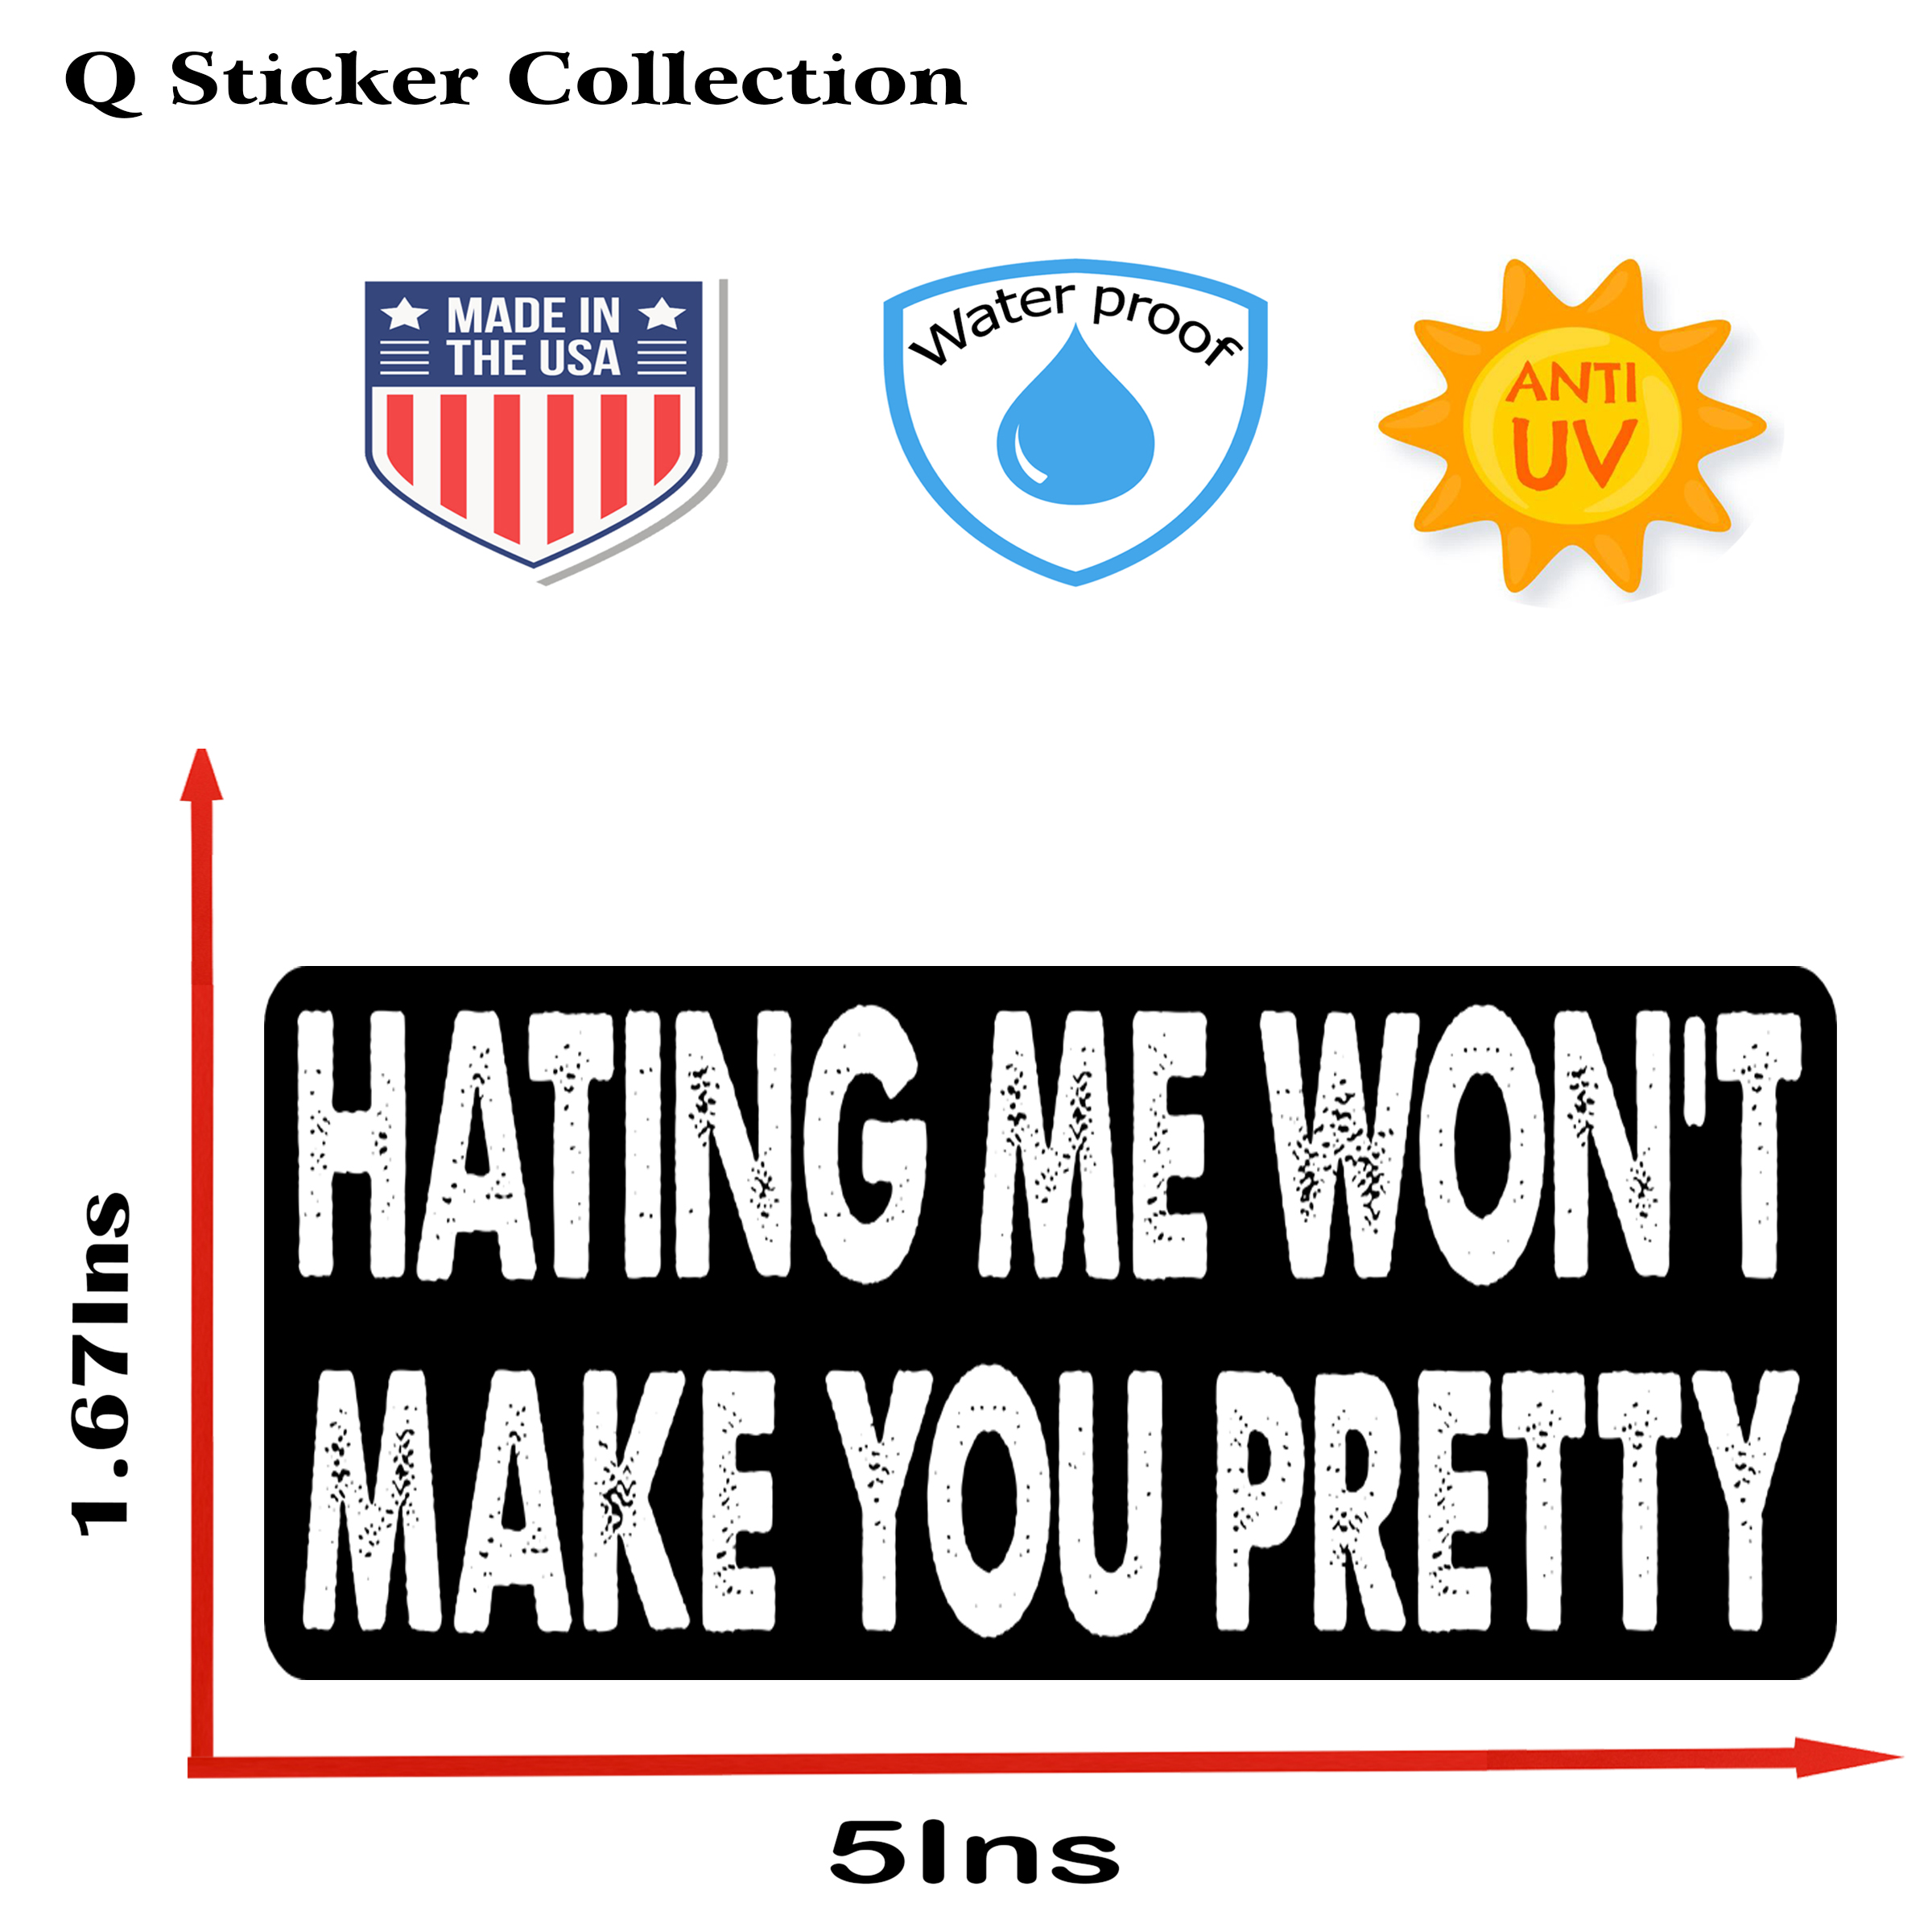 Q Sticker Collection
MADE IN
THE USA
Water proof
ANTI
UV
HATING ME WON'T
MAKE YOU PRETTY
1.67Ins
5Ins